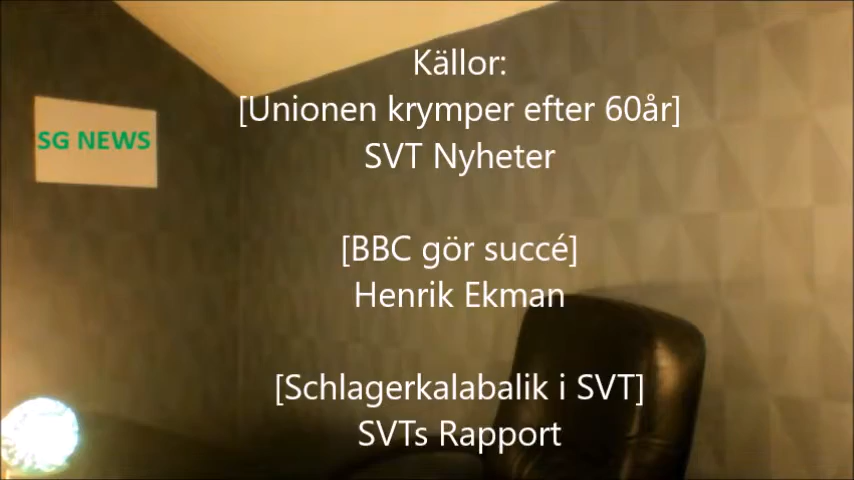 SG NEWS
Källor:
[Unionen krymper efter 60år]
SVT Nyheter
[BBC gör succé]
Henrik Ekman
[Schlagerkalabalik i SVT]
SVTs Rapport